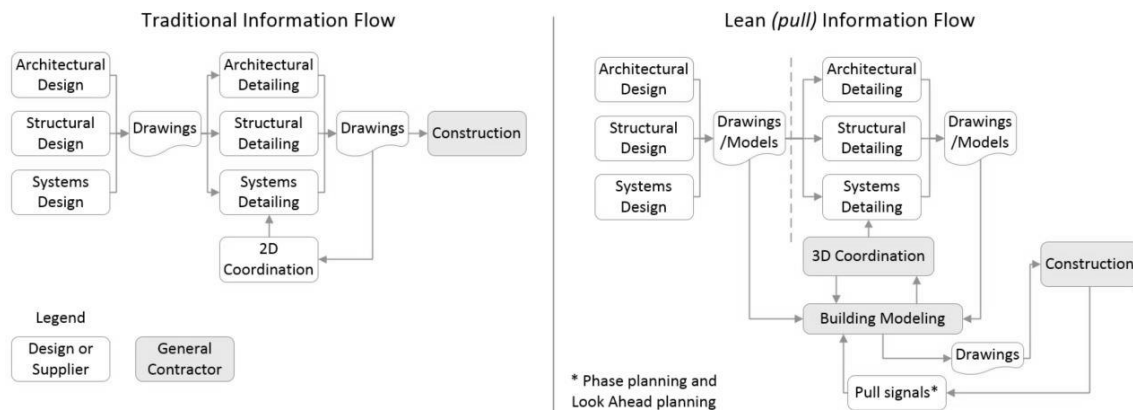 Traditional Information Flow
Architectural
Design
Structural
Design
Systems
Design
Drawings
Architectural
Detailing
Structural
Detailing
Systems
Detailing
Drawings
Construction
2D
Coordination
Legend
Design or
Supplier
General
Contractor
Lean (pull) Information Flow
Architectural
Design
Structural
Design
Systems
Design
Drawings
/Models
Architectural
Detailing
Structural
Detailing
Systems
Detailing
Drawings
/Models
3D Coordination
Construction
Building Modeling
Drawings
Pull signals*
* Phase planning and
Look Ahead planning